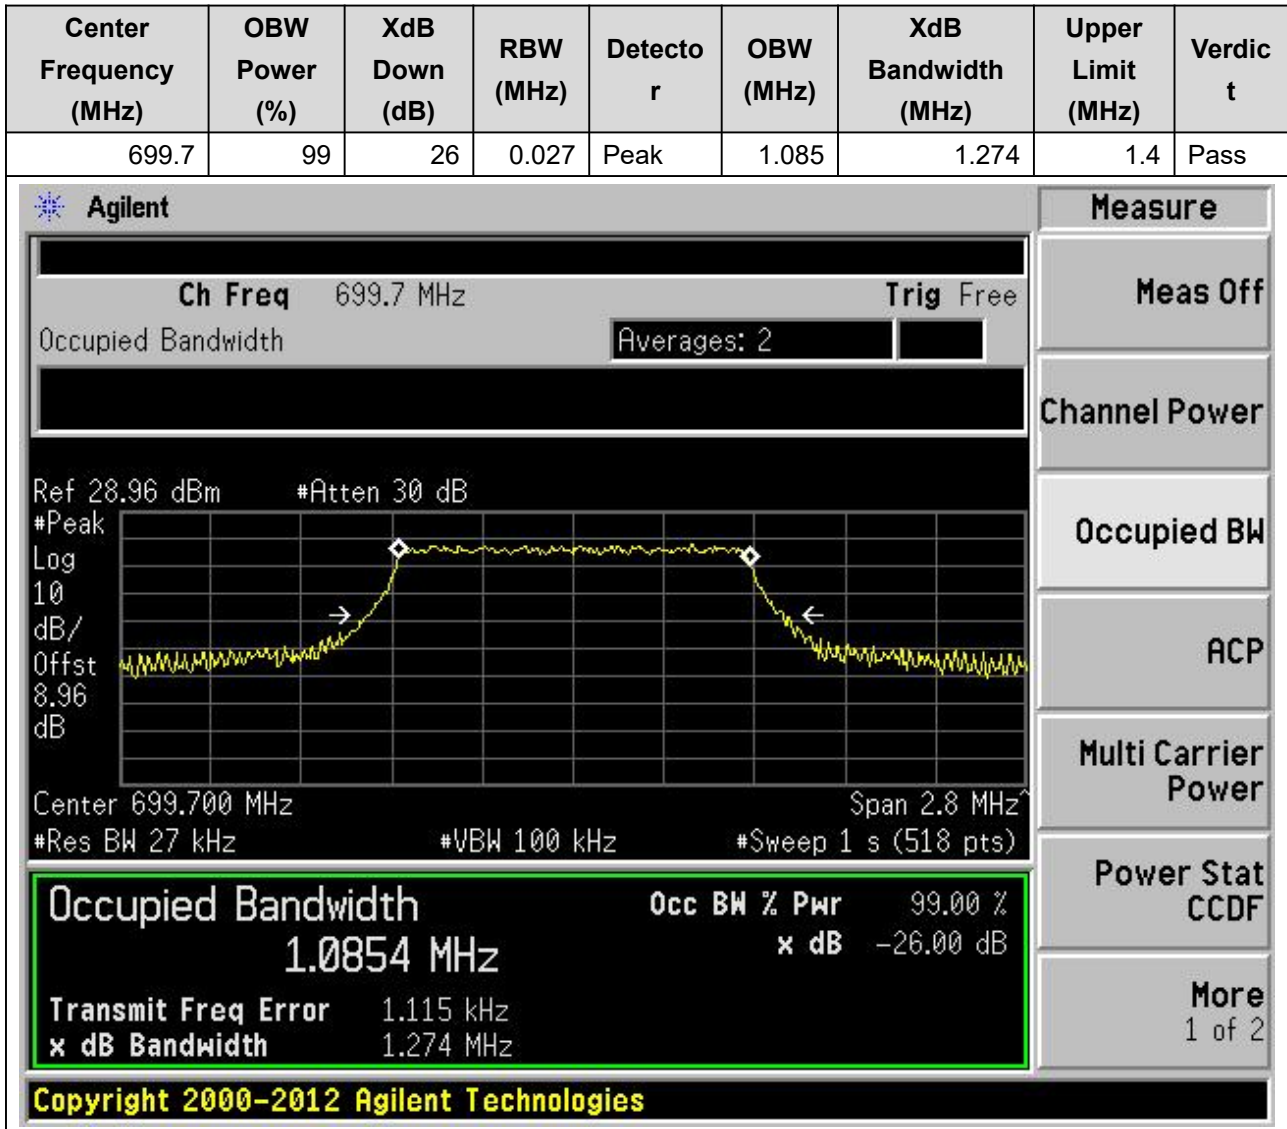 Center Frequency (MHz) OBW Power (%) XdB Down (dB) RBW (MHz) Detecto r OBW (MHz) XdB Bandwidth (MHz) Upper Limit (MHz) Verdic t
699.7 99 26 0.027 Peak 1.085 1.274 1.4 Pass
Agilent
Measure
Ch Freq 699.7 MHz Trig Free
Meas Off
Occupied Bandwidth Averages: 2
Channel Power
Ref 28.96 dBm #Atten 30 dB
#Peak
Log
10
dB/
Offst
8.96
dB
Occupied BW
ACP
Multi Carrier
Power
Center 699.700 MHz Span 2.8 MHz^
#Res BW 27 kHz #VBW 100 kHz #Sweep 1 s (518 pts)
Power Stat
CCDF
Occupied Bandwidth Occ BW % Pwr 99.00 %
1.0854 MHz x dB -26.00 dB
More
1 of 2
Transmit Freq Error 1.115 kHz
x dB Bandwidth 1.274 MHz
Copyright 2000-2012 Agilent Technologies